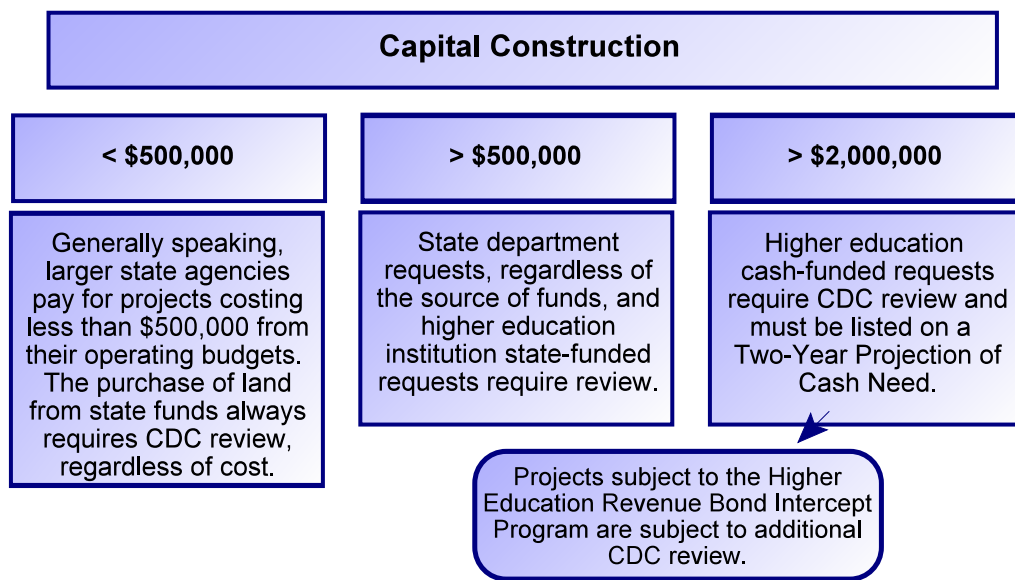 Capital Construction
< $500,000
> $500,000
> $2,000,000
Generally speaking,
larger state agencies
pay for projects costing
less than $500,000 from
their operating budgets.
The purchase of land
from state funds always
requires CDC review,
regardless of cost.
State department
requests, regardless of
the source of funds, and
higher education
institution state-funded
requests require review.
Higher education
cash-funded requests
require CDC review and
must be listed on a
Two-Year Projection of
Cash Need.
Projects subject to the Higher
Education Revenue Bond Intercept
Program are subject to additional
CDC review.